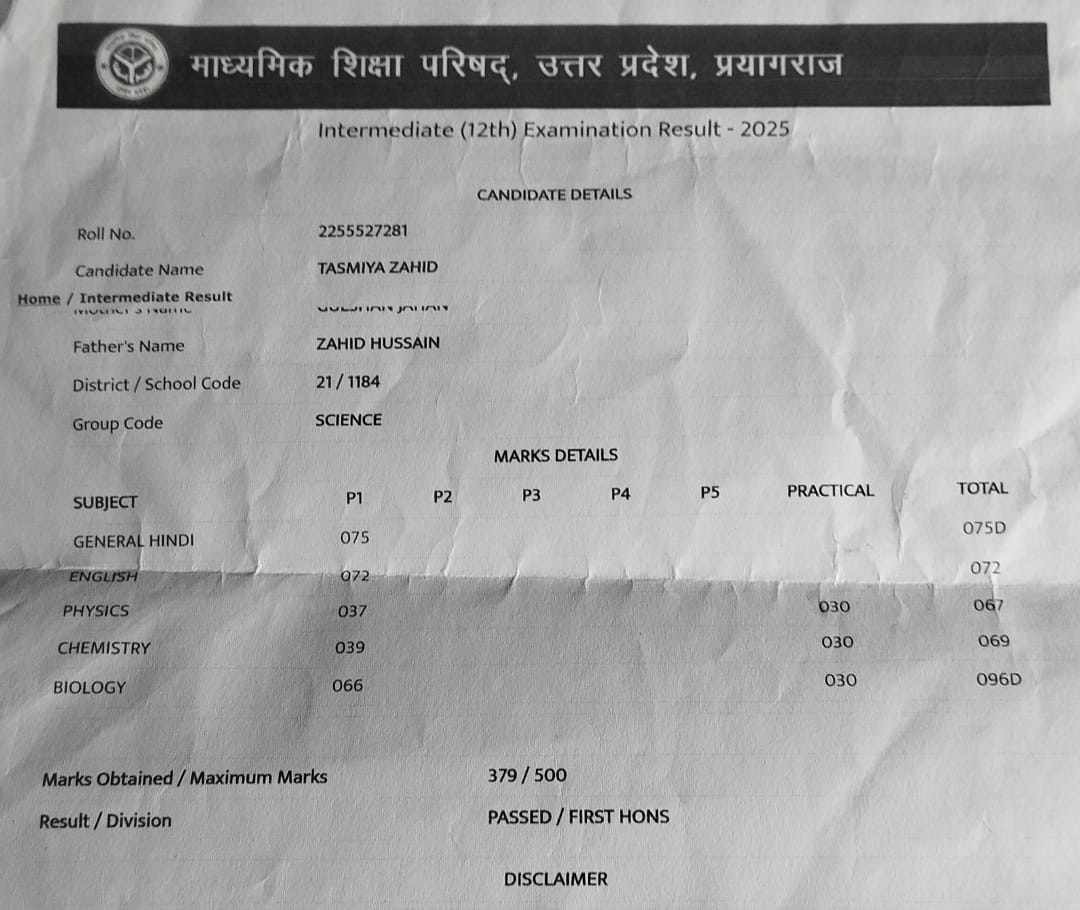 माध्यमिक शिक्षा परिषद्, उत्तर प्रदेश, प्रयागराज
Intermediate (12th) Examination Result - 2025
CANDIDATE DETAILS
Roll No. 2255527281
Candidate Name TASMIYA ZAHID
Home / Intermediate Result
Mother's Name
Father's Name ZAHID HUSSAIN
District / School Code 21 / 1184
Group Code SCIENCE
MARKS DETAILS
SUBJECT P1 P2 P3 P4 P5 PRACTICAL TOTAL
GENERAL HINDI 075 075D
ENGLISH 072 072
PHYSICS 037 030 067
CHEMISTRY 039 030 069
BIOLOGY 066 030 096D
Marks Obtained / Maximum Marks 379 / 500
Result / Division PASSED / FIRST HONS
DISCLAIMER